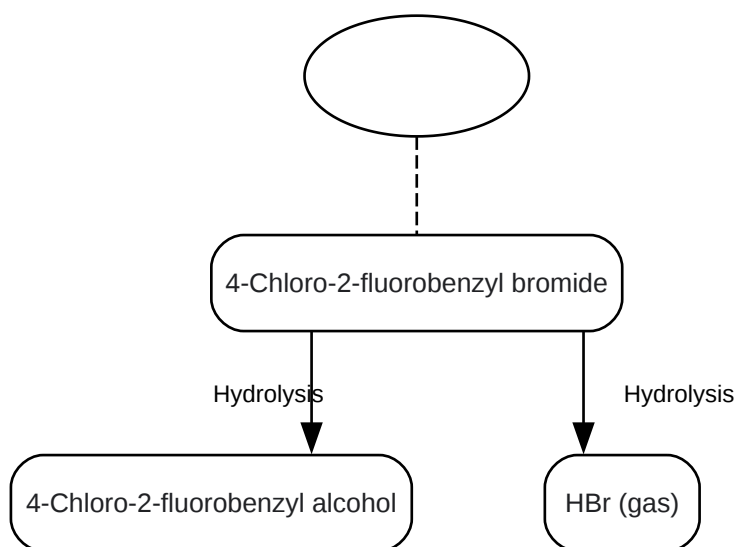 4-Chloro-2-fluorobenzyl bromide
Hydrolysis
Hydrolysis
4-Chloro-2-fluorobenzyl alcohol
HBr (gas)